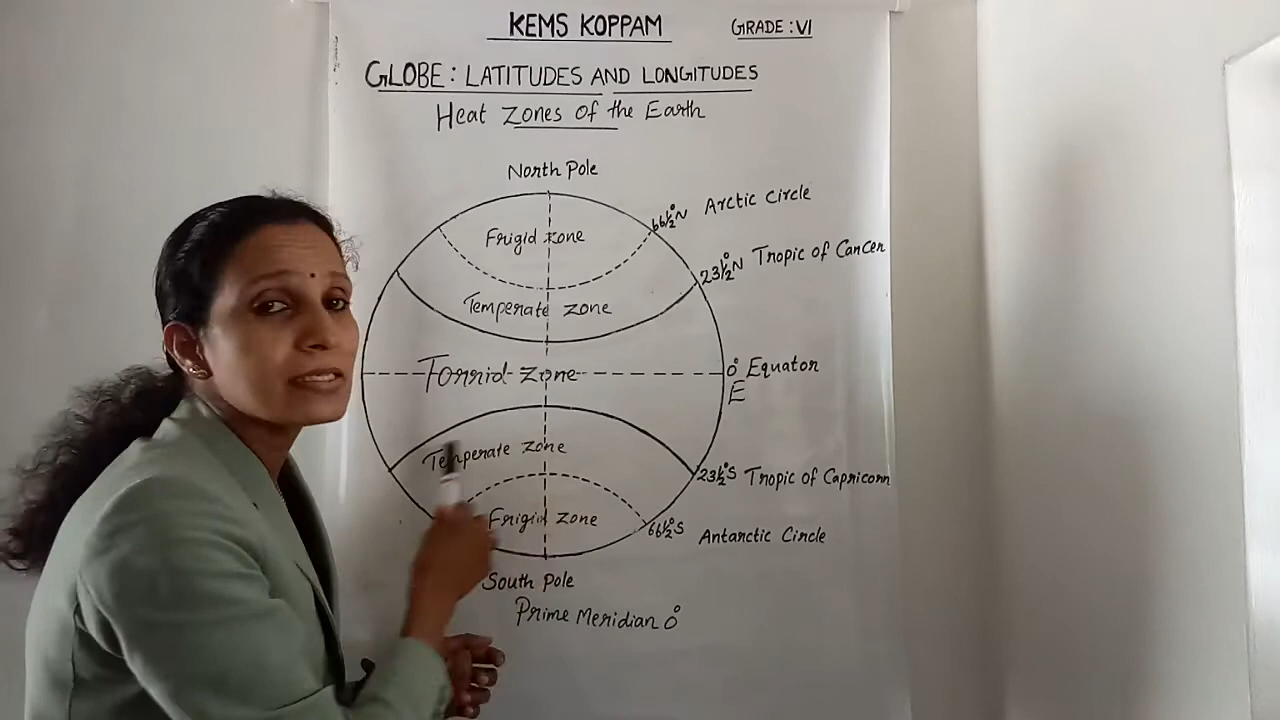 KEMS KOPPAM
GRADE : VI
GLOBE : LATITUDES AND LONGITUDES
Heat Zones of the Earth
North Pole
66½°N Arctic Circle
Frigid zone
23½°N Tropic of Cancer
Temperate zone
Torrid zone
0° Equator
E
Temperate zone
23½°S Tropic of Capricorn
Frigid zone
66½°S Antarctic Circle
South pole
Prime Meridian 0°